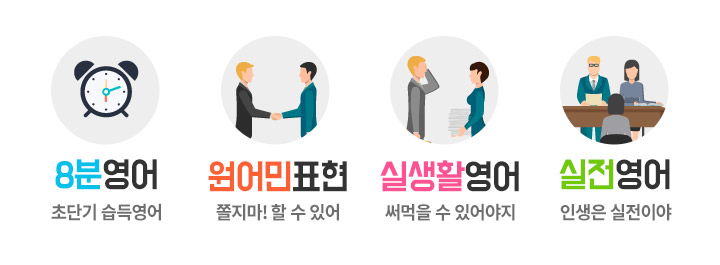 8분영어
초단기 습득영어
원어민표현
쫄지마! 할 수 있어
실생활영어
써먹을 수 있어야지
실전영어
인생은 실전이야